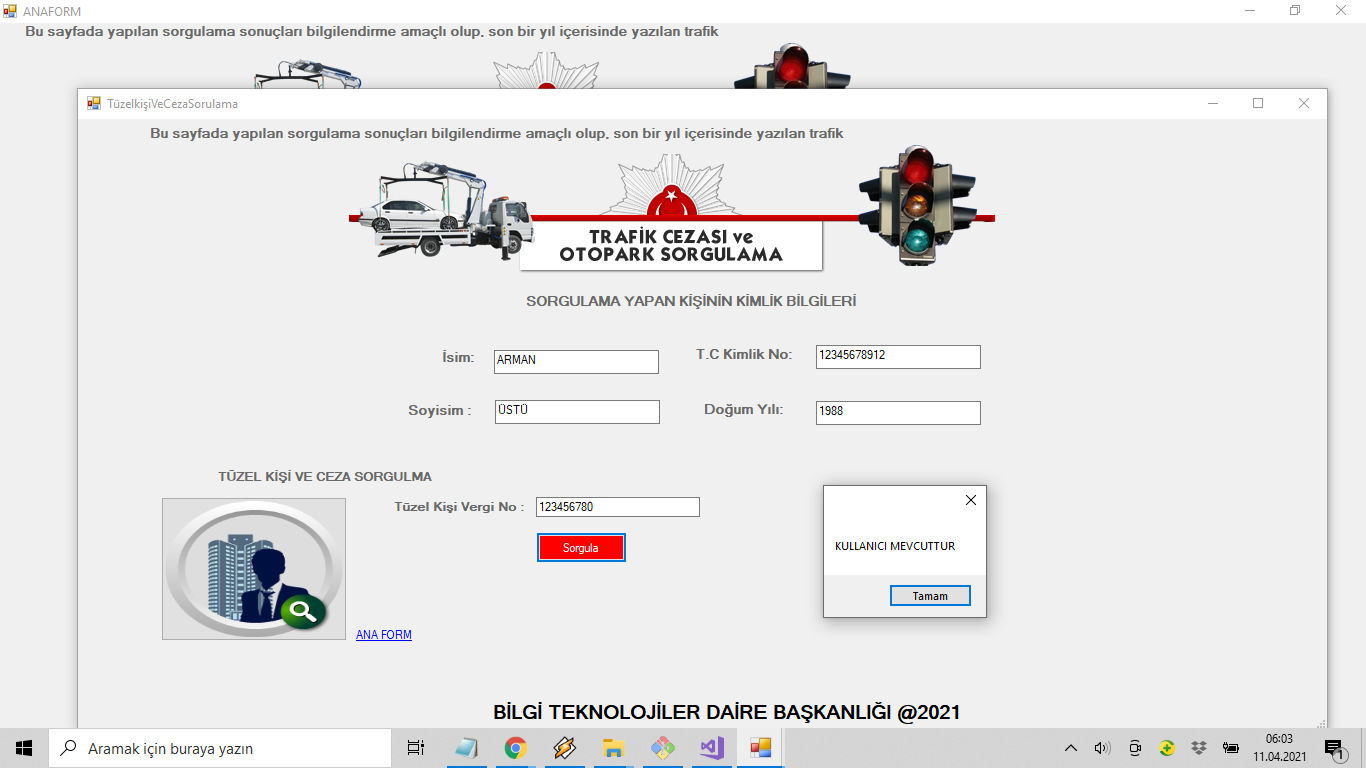 ANAFORM
Bu sayfada yapılan sorgulama sonuçları bilgilendirme amaçlı olup, son bir yıl içerisinde yazılan trafik
TüzelkişiVeCezaSorulama
Bu sayfada yapılan sorgulama sonuçları bilgilendirme amaçlı olup, son bir yıl içerisinde yazılan trafik
TRAFİK CEZASI ve
OTOPARK SORGULAMA
SORGULAMA YAPAN KİŞİNİN KİMLİK BİLGİLERİ
İsim: ARMAN T.C Kimlik No: 12345678912
Soyisim : ÜSTÜ Doğum Yılı: 1988
TÜZEL KİŞİ VE CEZA SORGULMA
Tüzel Kişi Vergi No : 123456780
Sorgula
KULLANICI MEVCUTTUR
Tamam
ANA FORM
BİLGİ TEKNOLOJİLER DAİRE BAŞKANLIĞI @2021
Aramak için buraya yazın
06:03
11.04.2021
1